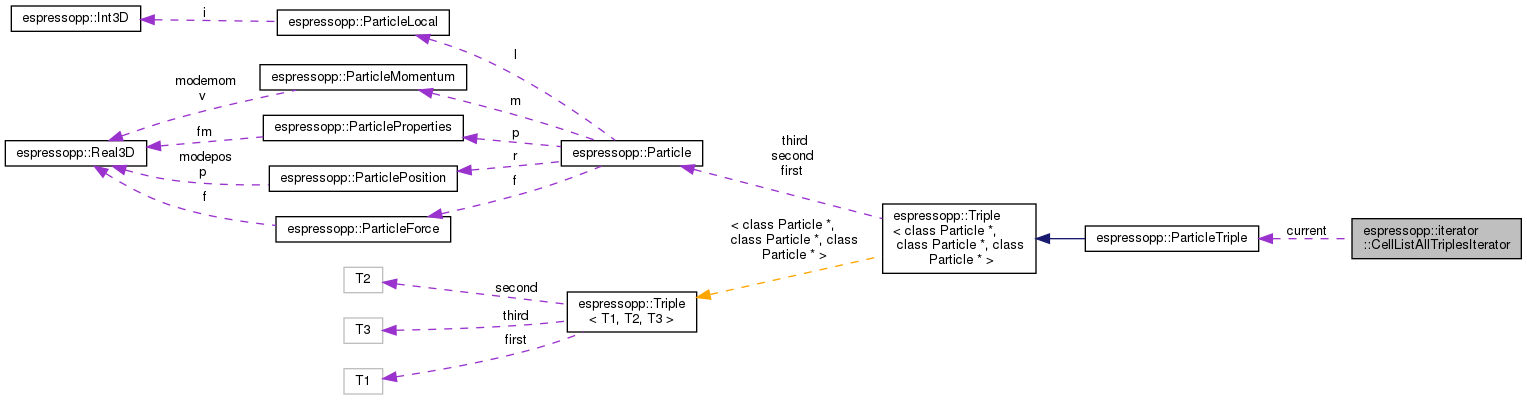 espressopp::Int3D
i
espressopp::ParticleLocal
l
espressopp::ParticleMomentum
modemom
v
m
espressopp::ParticleProperties
fm
p
espressopp::Real3D
espressopp::Particle
third
second
first
modepos
p
espressopp::ParticlePosition
r
f
f
espressopp::ParticleForce
espressopp::Triple
< class Particle *,
class Particle *, class
Particle * >
< class Particle *,
class Particle *, class
Particle * >
espressopp::ParticleTriple
current
espressopp::iterator
::CellListAllTriplesIterator
T2
second
espressopp::Triple
< T1, T2, T3 >
T3
third
first
T1